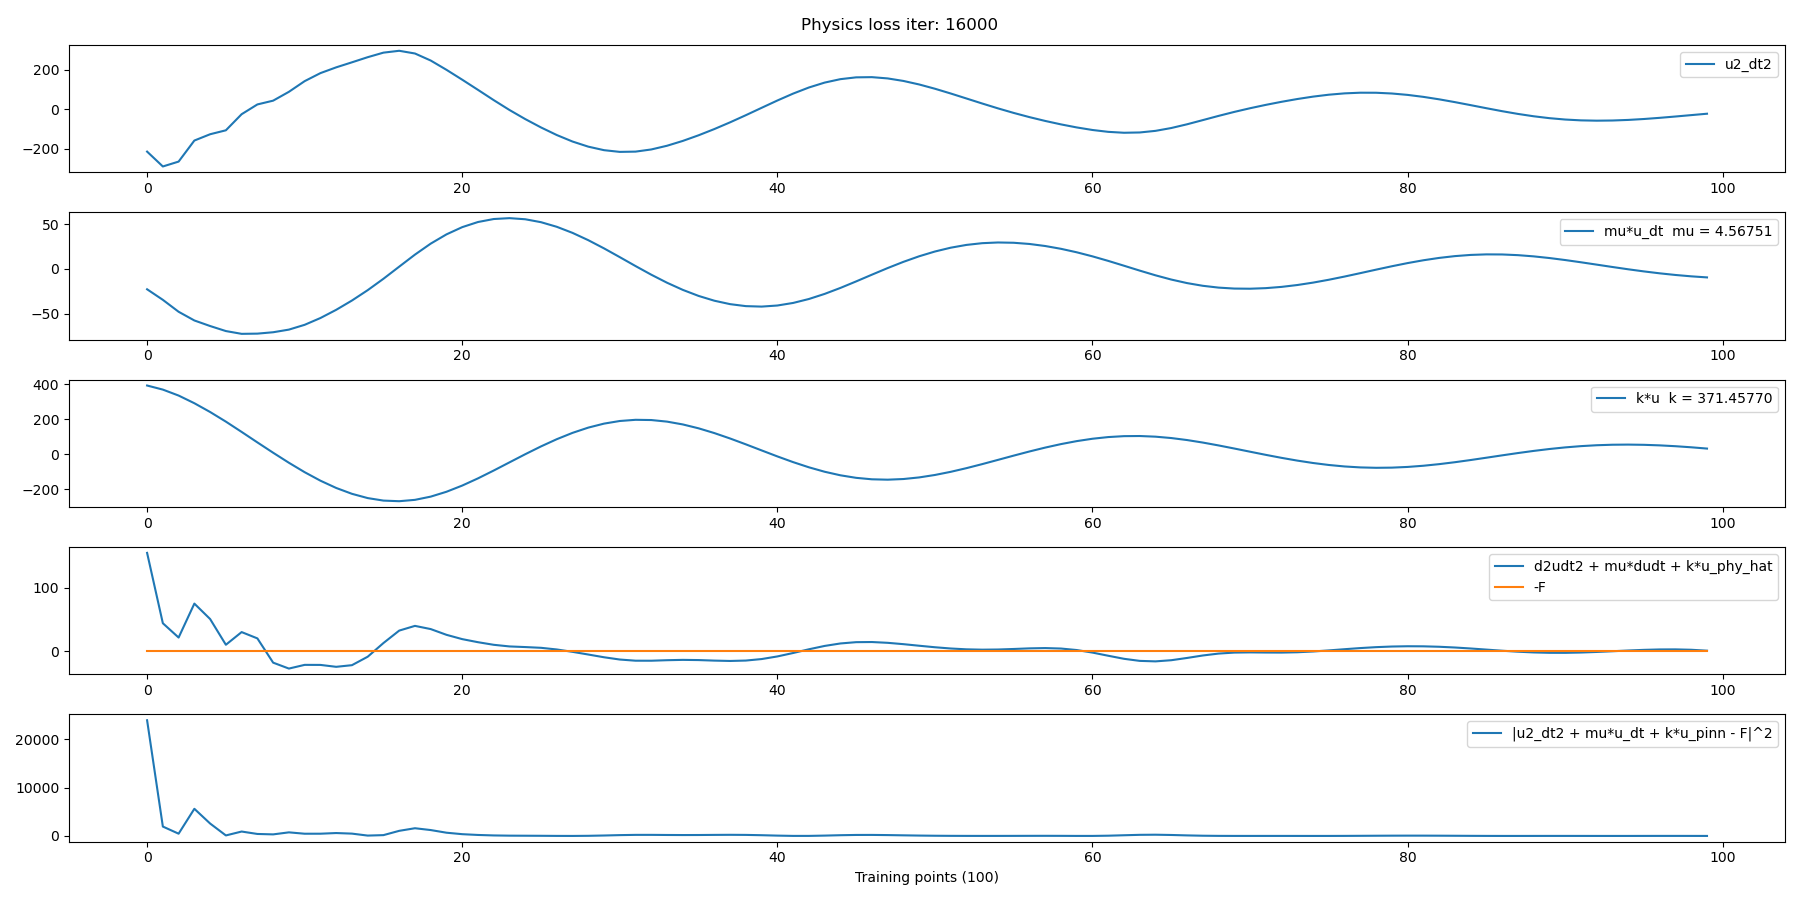 Physics loss iter: 16000
u2_dt2
200
0
−200
0 20 40 60 80 100
mu*u_dt  mu = 4.56751
50
0
−50
0 20 40 60 80 100
k*u  k = 371.45770
400
200
0
−200
0 20 40 60 80 100
d2udt2 + mu*dudt + k*u_phy_hat
-F
100
0
0 20 40 60 80 100
|u2_dt2 + mu*u_dt + k*u_pinn - F|^2
20000
10000
0
0 20 40 60 80 100
Training points (100)